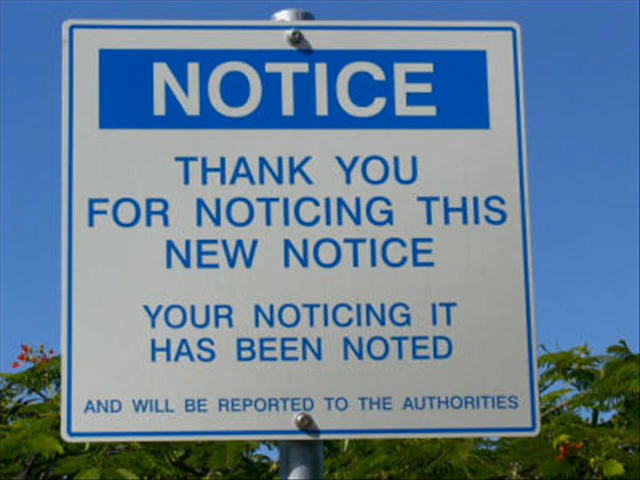 NOTICE
THANK YOU
FOR NOTICING THIS
NEW NOTICE
YOUR NOTICING IT
HAS BEEN NOTED
AND WILL BE REPORTED TO THE AUTHORITIES